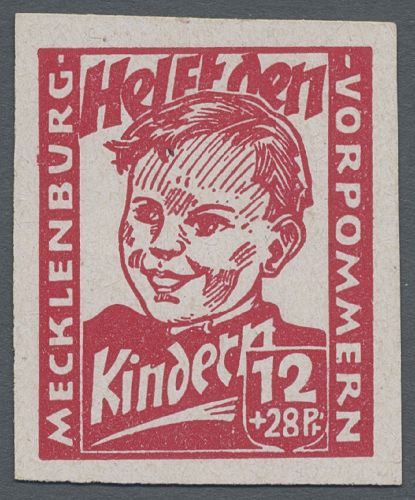 Helft den
MECKLENBURG-
-VORPOMMERN
Kindern
12
+28Pf.